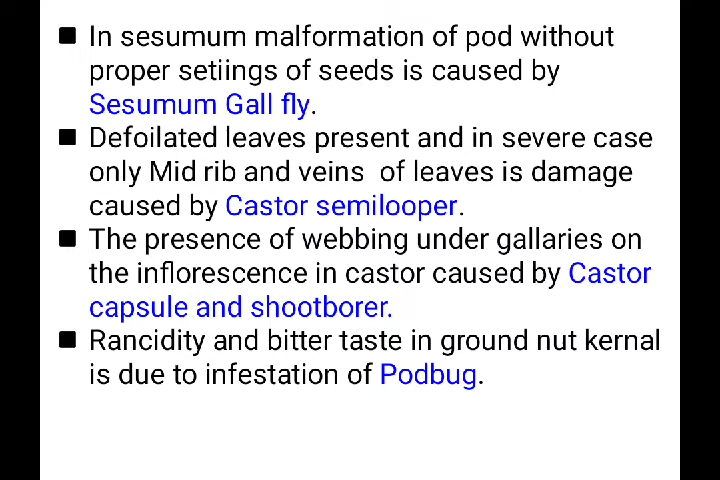 ■ In sesumum malformation of pod without
proper setiings of seeds is caused by
Sesumum Gall fly.
■ Defoilated leaves present and in severe case
only Mid rib and veins of leaves is damage
caused by Castor semilooper.
■ The presence of webbing under gallaries on
the inflorescence in castor caused by Castor
capsule and shootborer.
■ Rancidity and bitter taste in ground nut kernal
is due to infestation of Podbug.